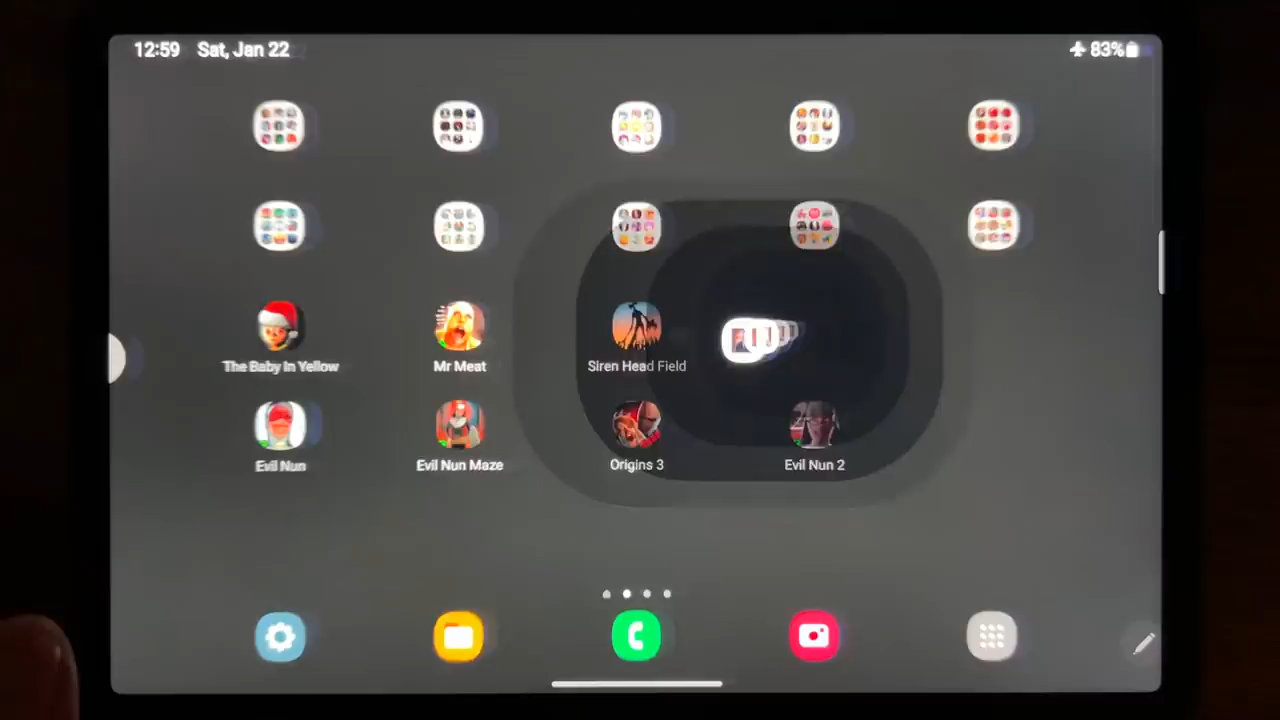 12:59 Sat, Jan 22 83%
The Baby In Yellow Mr Meat Siren Head Field
Evil Nun Evil Nun Maze Origins 3 Evil Nun 2